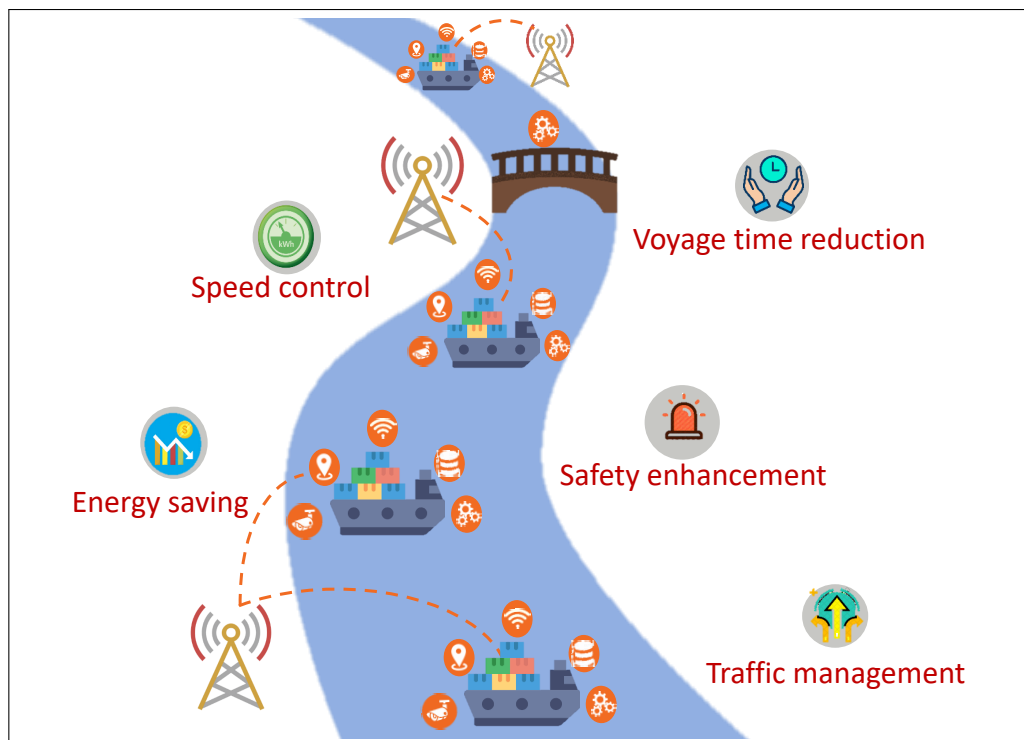 Voyage time reduction
kWh
Speed control
Safety enhancement
$
Energy saving
Traffic management